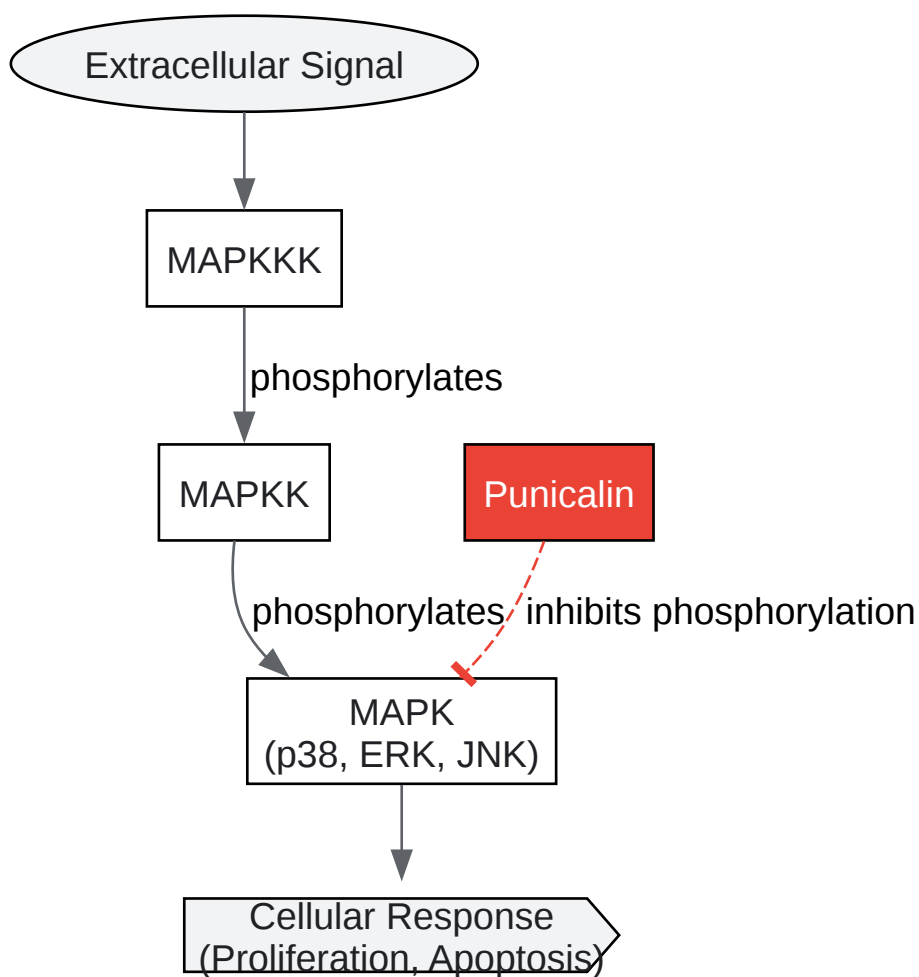 Extracellular Signal
MAPKKK
phosphorylates
MAPKK
Punicalin
phosphorylates
inhibits phosphorylation
MAPK
(p38, ERK, JNK)
Cellular Response
(Proliferation, Apoptosis)